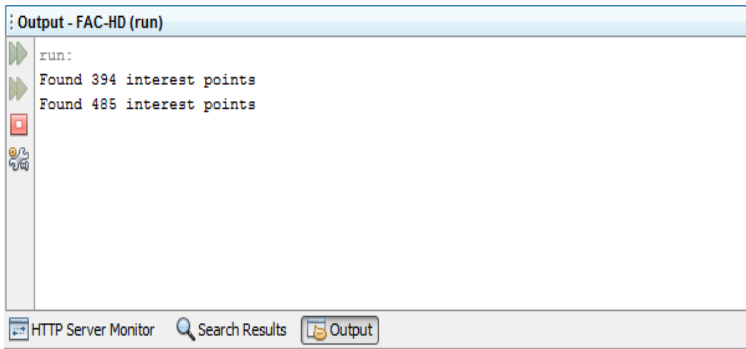 Output - FAC-HD (run)
run:
Found 394 interest points
Found 485 interest points
HTTP Server Monitor Search Results Output